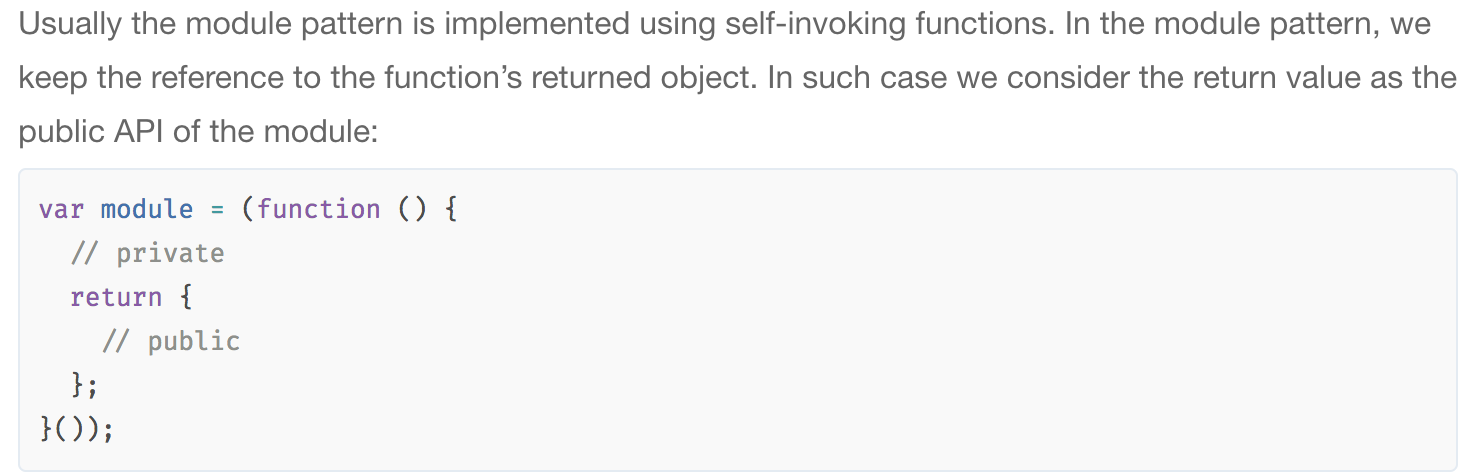 Usually the module pattern is implemented using self-invoking functions. In the module pattern, we
keep the reference to the function’s returned object. In such case we consider the return value as the
public API of the module:
var module = (function () {
  // private
  return {
    // public
  };
}());